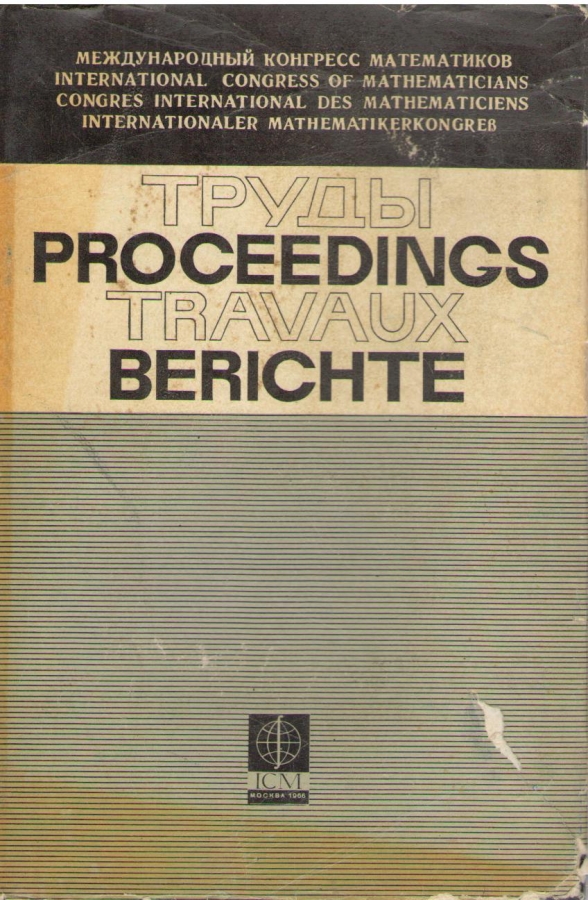 МЕЖДУНАРОДНЫЙ КОНГРЕСС МАТЕМАТИКОВ
INTERNATIONAL CONGRESS OF MATHEMATICIANS
CONGRES INTERNATIONAL DES MATHEMATICIENS
INTERNATIONALER MATHEMATIKERKONGREß
ТРУДЫ
PROCEEDINGS
TRAVAUX
BERICHTE
ICM
МОСКВА 1966